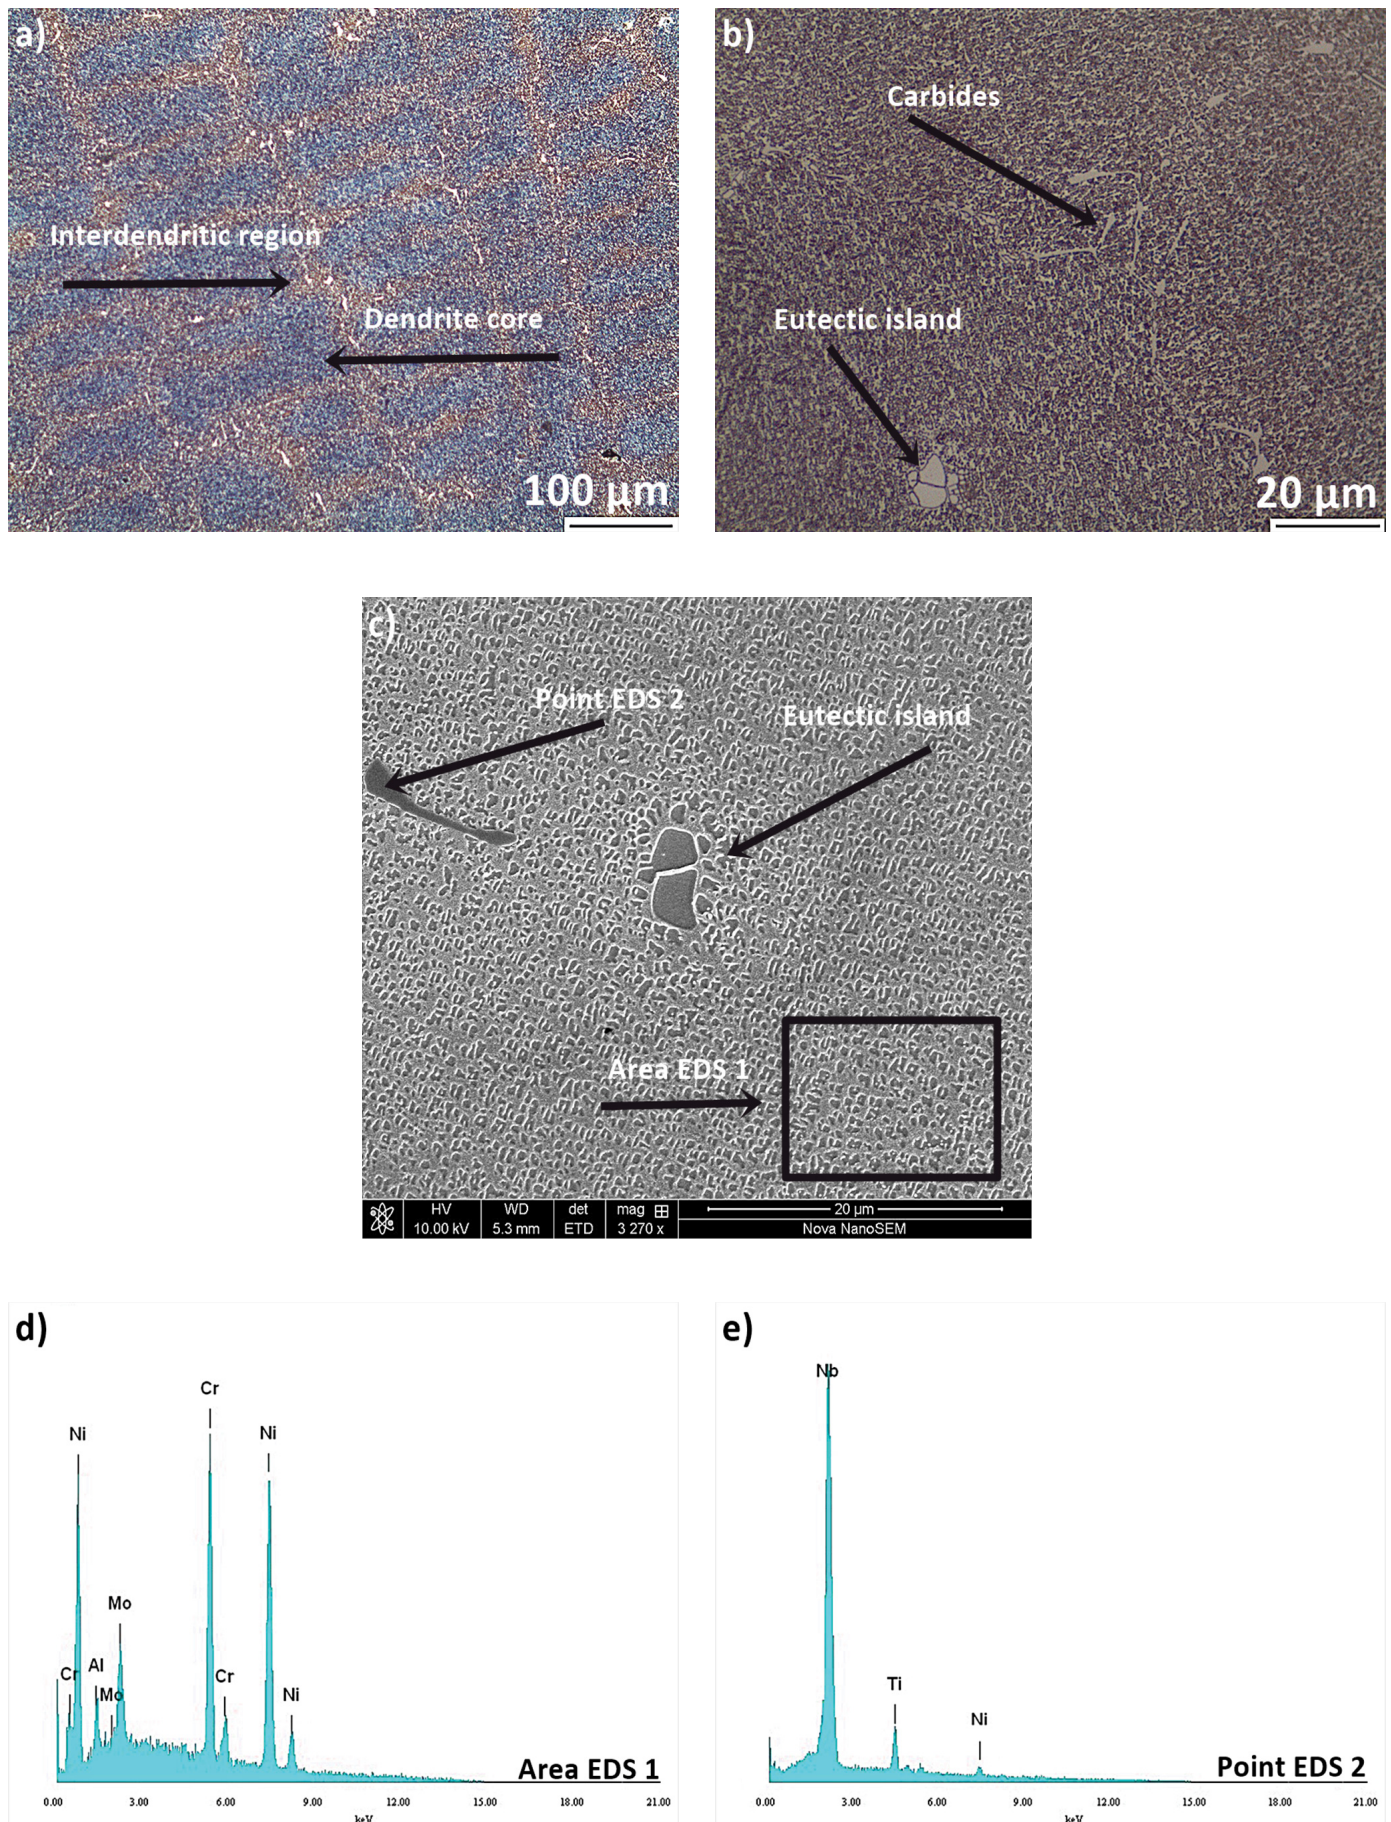 a)
Interdendritic region
Dendrite core
100 µm
b)
Carbides
Eutectic island
20 µm
c)
Point EDS 2
Eutectic island
Area EDS 1
HV WD det mag 20 µm
10.00 kV 5.3 mm ETD 3 270 x Nova NanoSEM
d)
Cr
Ni
Ni
Mo
Al
Cr
Cr
Mo
Ni
Area EDS 1
0.00 3.00 6.00 9.00 12.00 15.00 18.00 21.00
keV
e)
Nb
Ti
Ni
Point EDS 2
0.00 3.00 6.00 9.00 12.00 15.00 18.00 21.00
keV